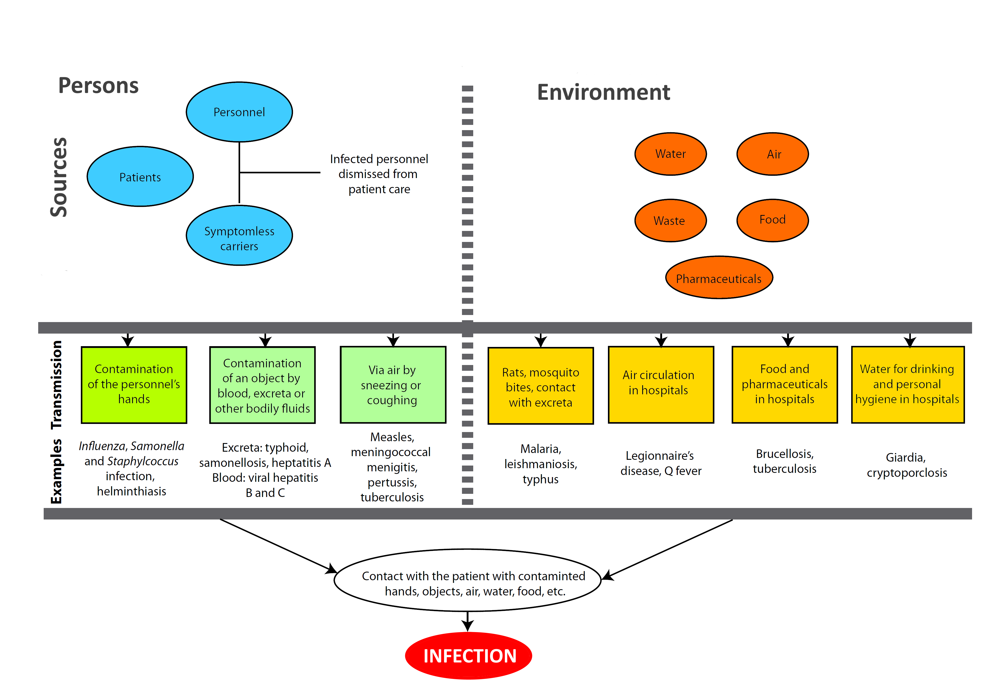 Persons
Environment
Sources
Personnel
Patients
Infected personnel
dismissed from
patient care
Symptomless
carriers
Water
Air
Waste
Food
Pharmaceuticals
Transmission
Contamination
of the personnel's
hands
Contamination
of an object by
blood, excreta or
other bodily fluids
Via air by
sneezing or
coughing
Rats, mosquito
bites, contact
with excreta
Air circulation
in hospitals
Food and
pharmaceuticals
in hospitals
Water for drinking
and personal
hygiene in hospitals
Examples
Influenza, Samonella
and Staphylcoccus
infection,
helminthiasis
Excreta: typhoid,
samonellosis, heptatitis A
Blood: viral hepatitis
B and C
Measles,
meningococcal
menigitis,
pertussis,
tuberculosis
Malaria,
leishmaniosis,
typhus
Legionnaire's
disease, Q fever
Brucellosis,
tuberculosis
Giardia,
cryptoporclosis
Contact with the patient with contaminted
hands, objects, air, water, food, etc.
INFECTION